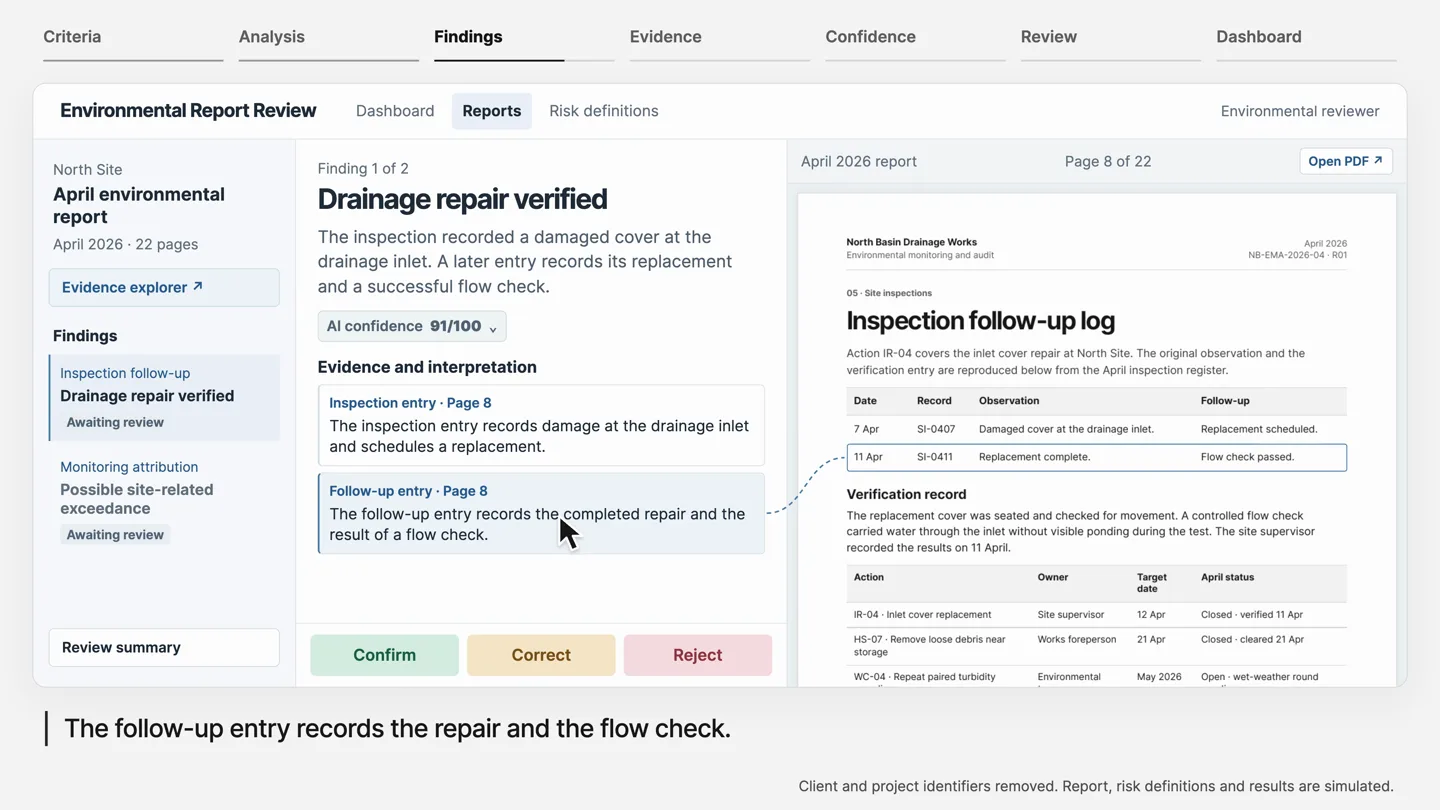 Criteria
Analysis
Findings
Evidence
Confidence
Review
Dashboard
Environmental Report Review
Dashboard
Reports
Risk definitions
Environmental reviewer
North Site
April environmental
report
April 2026 · 22 pages
Evidence explorer ↗
Findings
Inspection follow-up
Drainage repair verified
Awaiting review
Monitoring attribution
Possible site-related
exceedance
Awaiting review
Review summary
Finding 1 of 2
Drainage repair verified
The inspection recorded a damaged cover at the
drainage inlet. A later entry records its replacement
and a successful flow check.
AI confidence 91/100
Evidence and interpretation
Inspection entry · Page 8
The inspection entry records damage at the drainage inlet
and schedules a replacement.
Follow-up entry · Page 8
The follow-up entry records the completed repair and the
result of a flow check.
Confirm
Correct
Reject
April 2026 report
Page 8 of 22
Open PDF ↗
North Basin Drainage Works
Environmental monitoring and audit
April 2026
NB-EMA-2026-04 · R01
05 · Site inspections
Inspection follow-up log
Action IR-04 covers the inlet cover repair at North Site. The original observation and the
verification entry are reproduced below from the April inspection register.
Date Record Observation Follow-up
7 Apr SI-0407 Damaged cover at the drainage inlet. Replacement scheduled.
11 Apr SI-0411 Replacement complete. Flow check passed.
Verification record
The replacement cover was seated and checked for movement. A controlled flow check
carried water through the inlet without visible ponding during the test. The site supervisor
recorded the results on 11 April.
Action Owner Target date April status
IR-04 · Inlet cover replacement Site supervisor 12 Apr Closed · verified 11 Apr
HS-07 · Remove loose debris near storage Works foreperson 21 Apr Closed · cleared 21 Apr
WC-04 · Repeat paired turbidity Environmental May 2026 Open · wet-weather round
The follow-up entry records the repair and the flow check.
Client and project identifiers removed. Report, risk definitions and results are simulated.